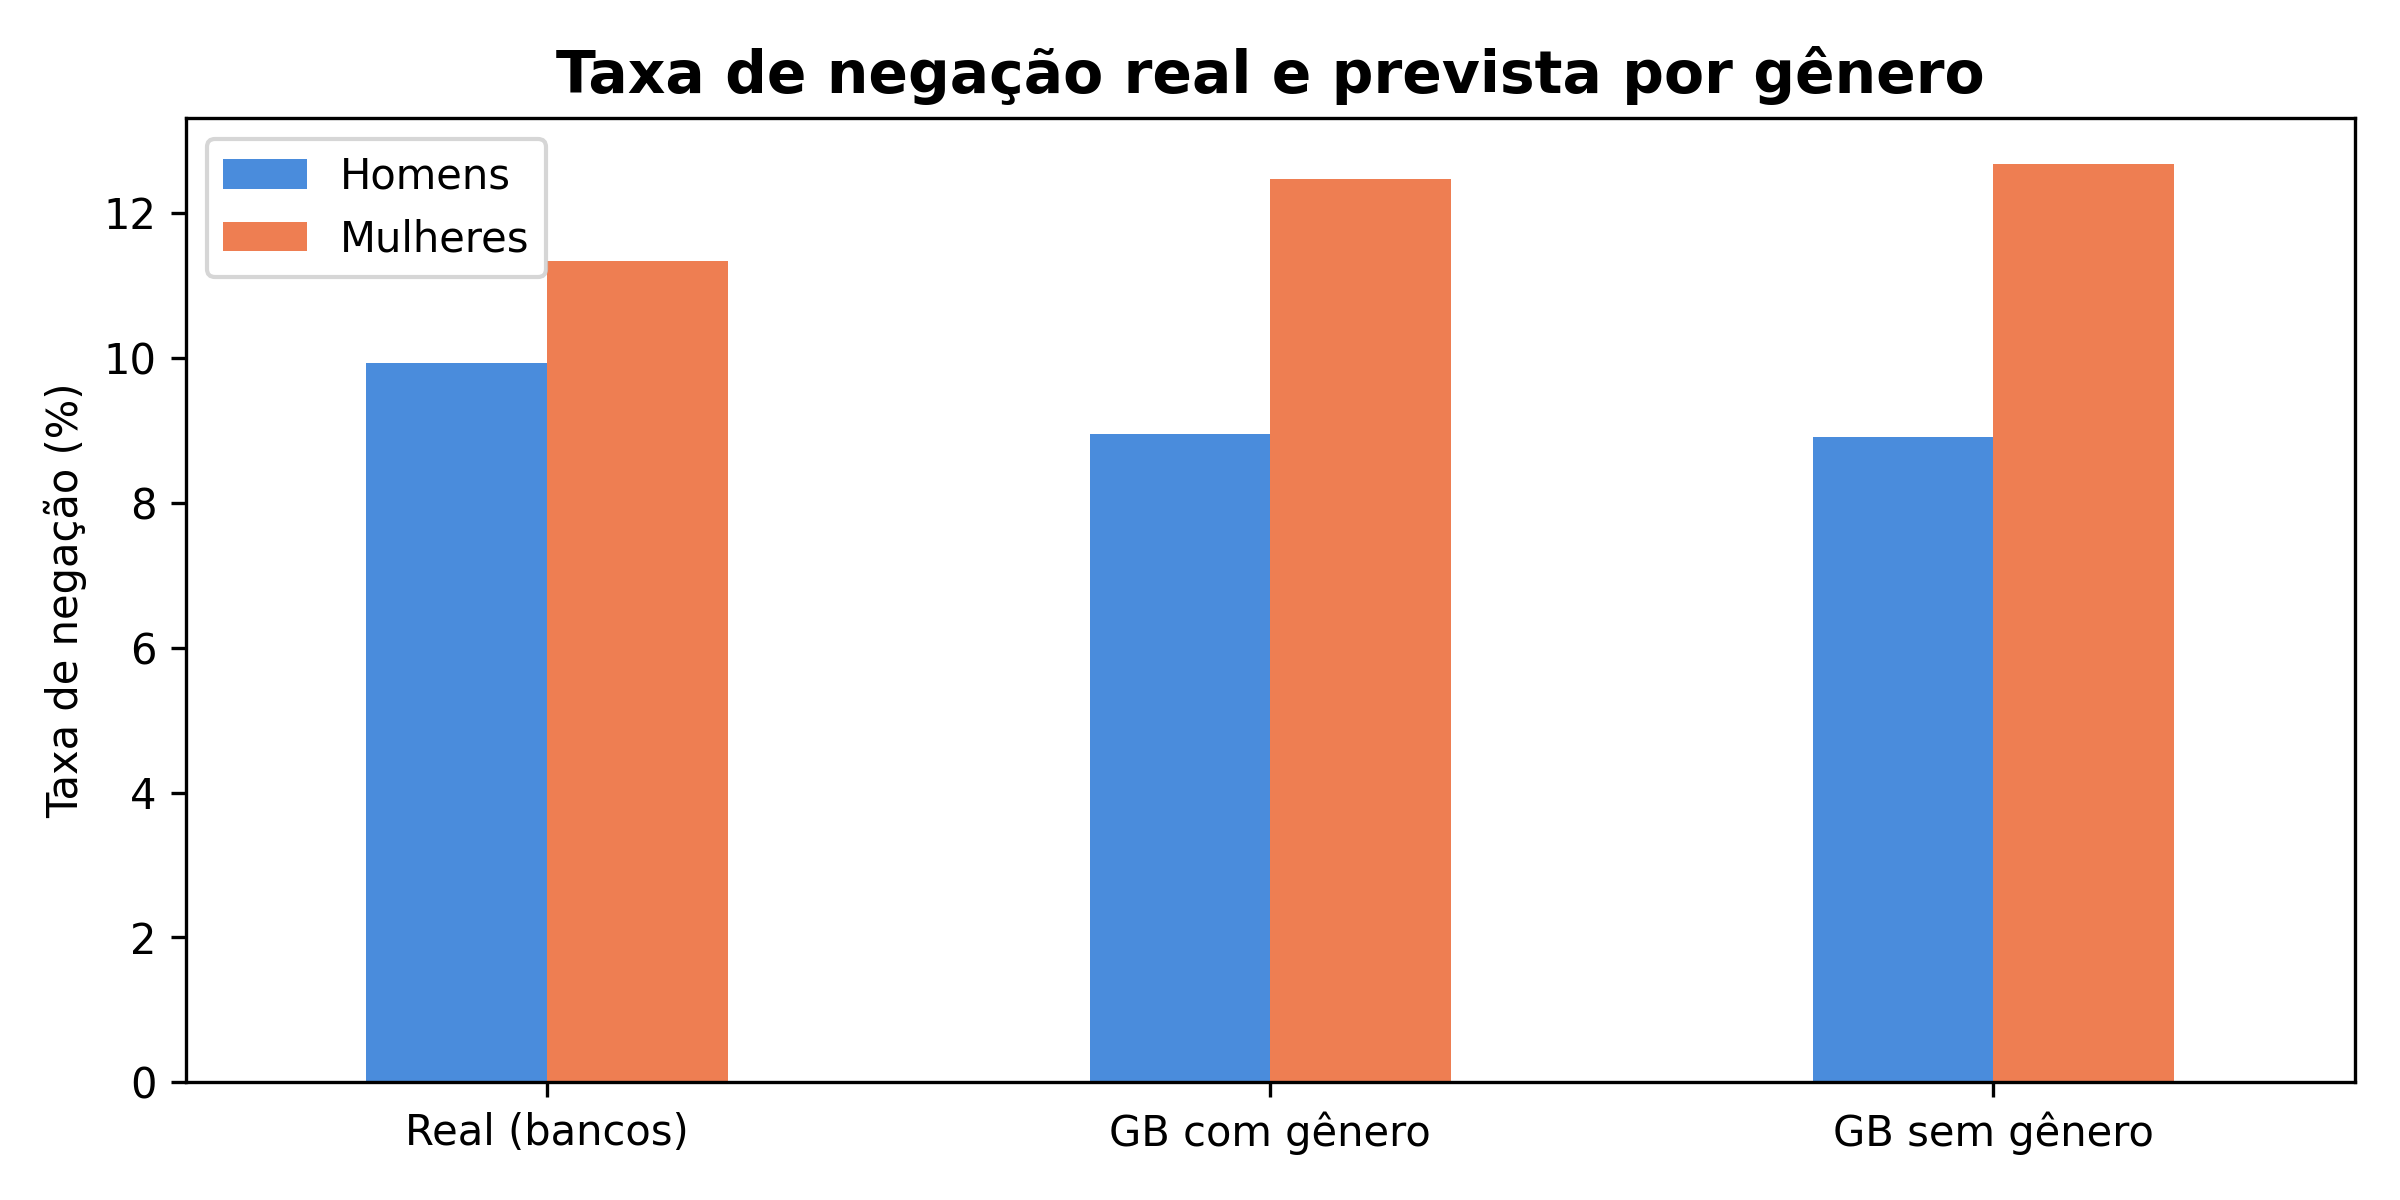 Taxa de negação real e prevista por gênero
Homens
Mulheres
Taxa de negação (%)
12
10
8
6
4
2
0
Real (bancos)
GB com gênero
GB sem gênero